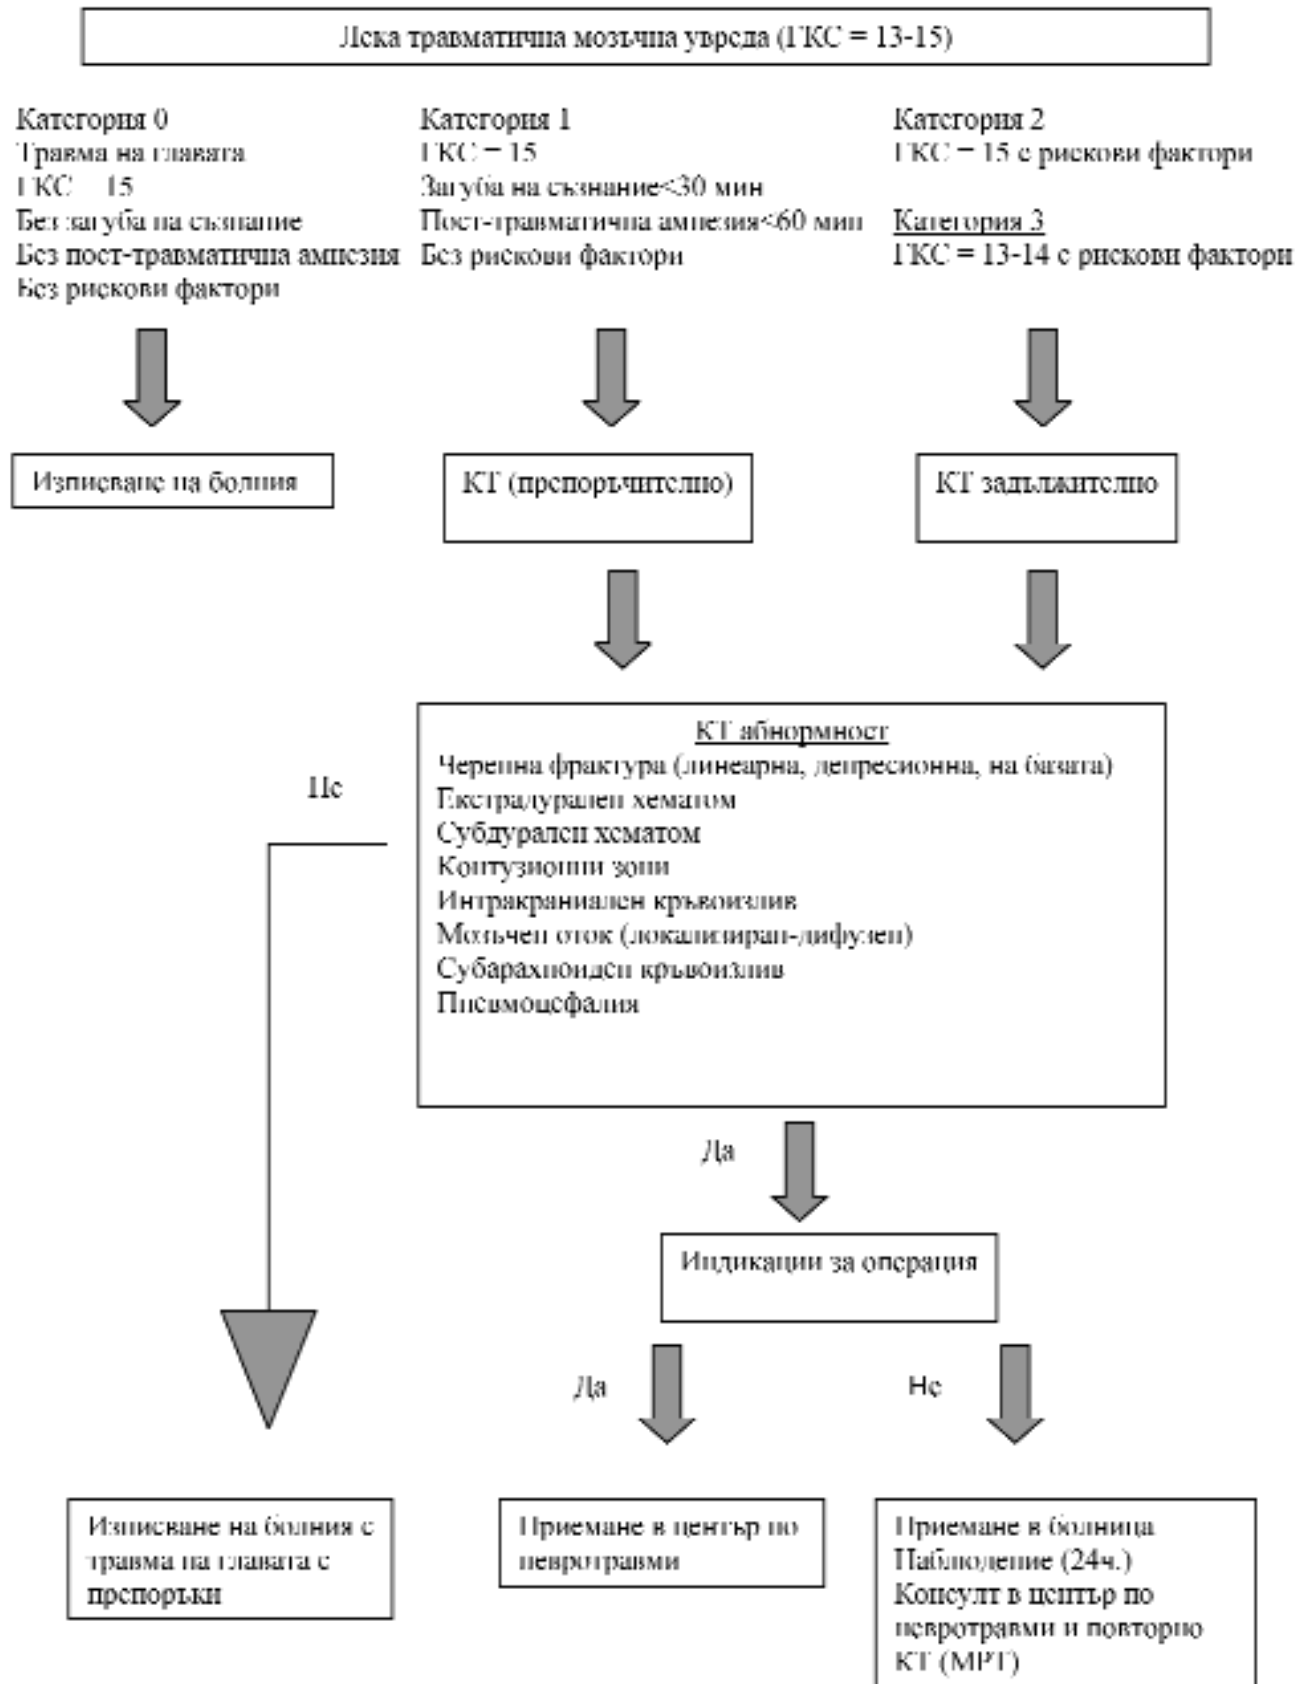 Лека травматична мозъчна увреда (ГКС = 13-15)
Категория 0
Травма на главата
ГКС = 15
Без загуба на съзнание
Без пост-травматична амнезия
Без рискови фактори
Категория 1
ГКС = 15
Загуба на съзнание<30 мин
Пост-травматична амнезия<60 мин
Без рискови фактори
Категория 2
ГКС = 15 с рискови фактори
Категория 3
ГКС = 13-14 с рискови фактори
Изписване на болния
КТ (препоръчително)
КТ задължително
КТ абнормност
Черепна фрактура (линеарна, депресионна, на базата)
Екстрадурален хематом
Субдурален хематом
Контузионни зони
Интракраниален кръвоизлив
Мозъчен оток (локализиран-дифузен)
Субарахноиден кръвоизлив
Пневмоцефалия
Не
Да
Индикации за операция
Да
Не
Изписване на болния с
травма на главата с
препоръки
Приемане в център по
невротравми
Приемане в болница
Наблюдение (24ч.)
Консулт в център по
невротравми и повторно
КТ (МРТ)